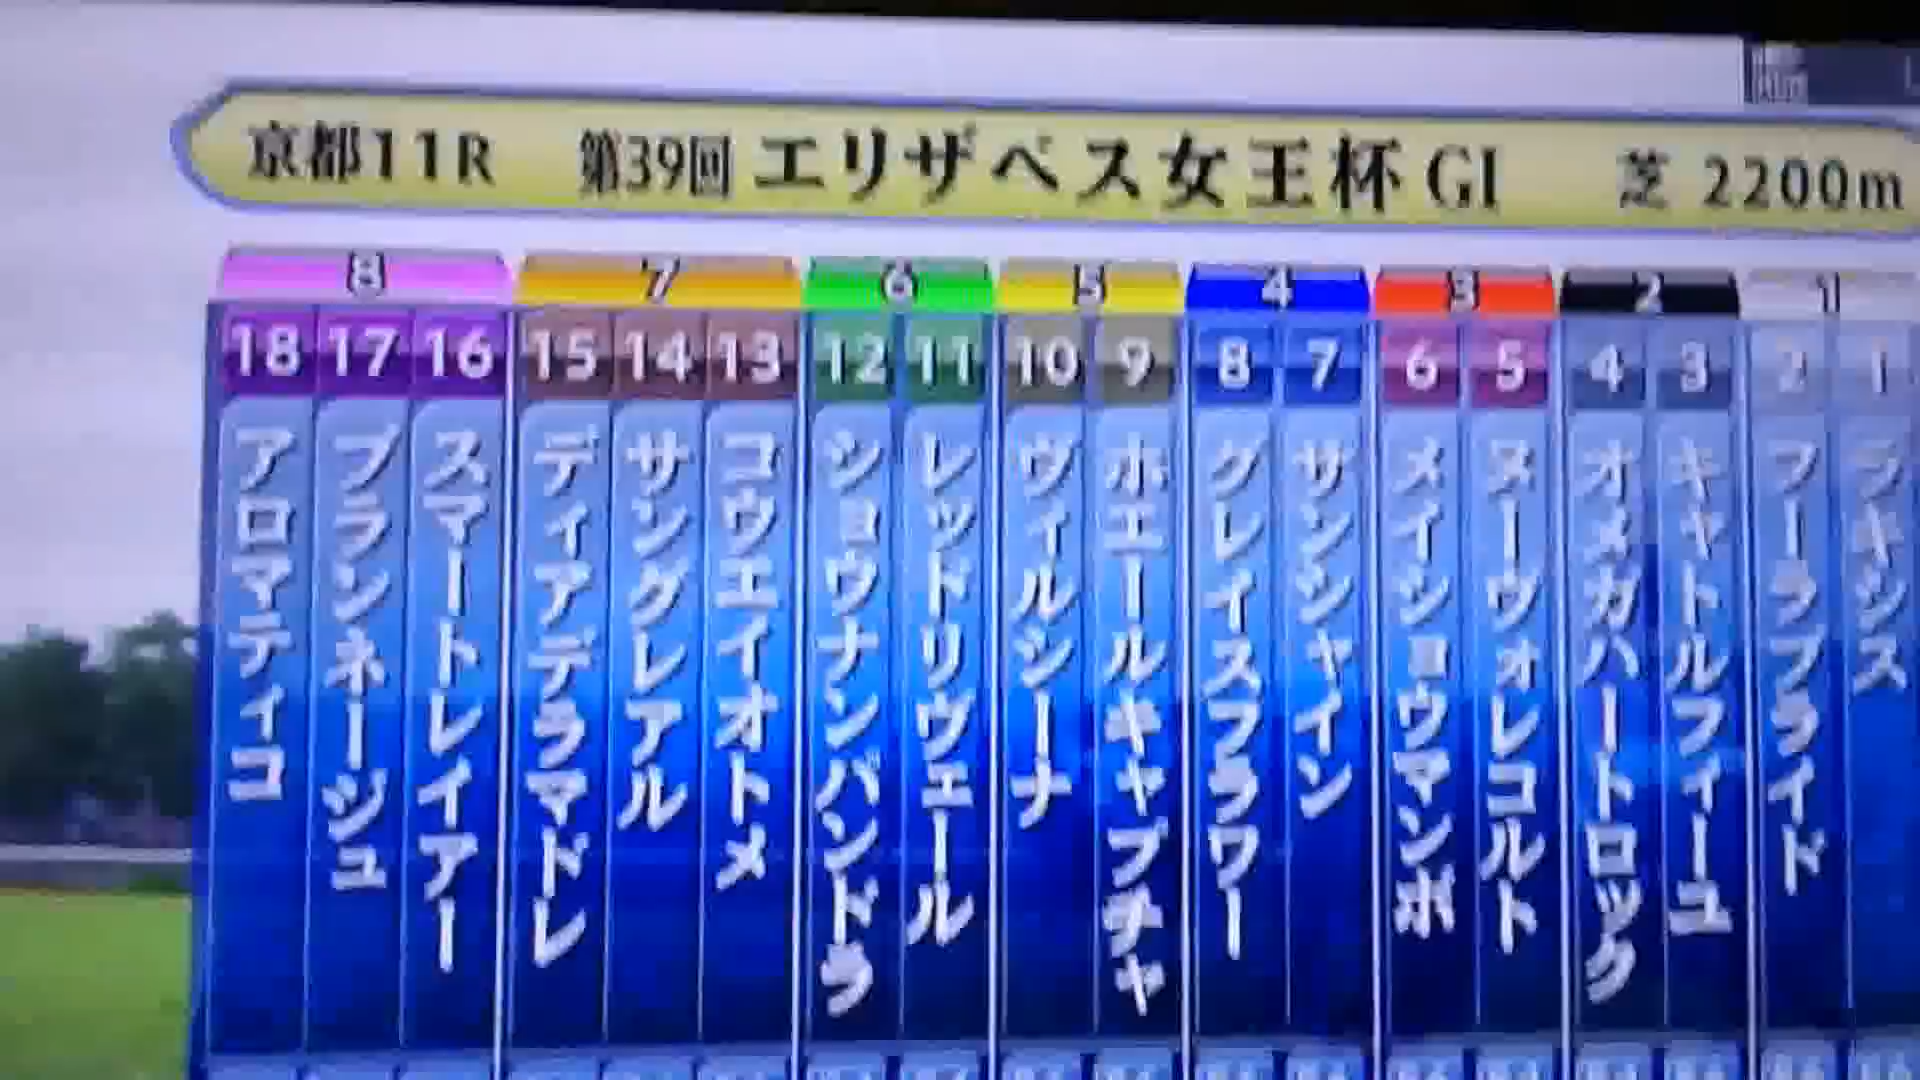 京都11R 第39回 エリザベス女王杯 GI 芝 2200m
8 7 6 5 4 3 2 1
18 17 16 15 14 13 12 11 10 9 8 7 6 5 4 3 2 1
ラキシス
フーラブライド
キャトルフィーユ
オメガハートロック
ヌーヴォレコルト
メイショウマンボ
サンシャイン
グレイスフラワー
ホエールキャプチャ
ヴィルシーナ
レッドリヴェール
ショウナンパンドラ
コウエイオトメ
サングレアル
ディアデラマドレ
スマートレイアー
ブランネージュ
アロマティコ